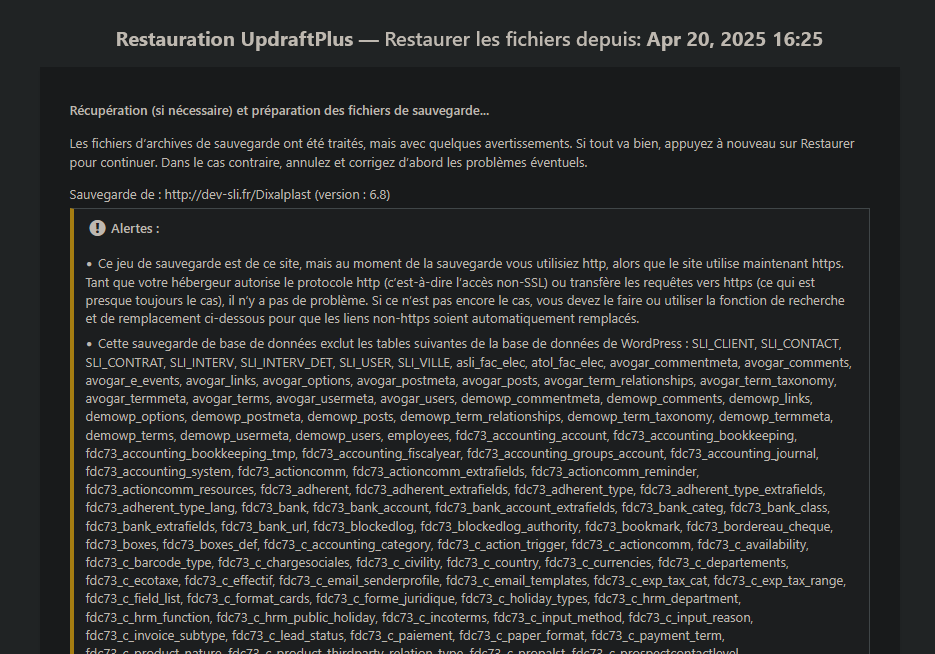 Restauration UpdraftPlus — Restaurer les fichiers depuis: Apr 20, 2025 16:25
Récupération (si nécessaire) et préparation des fichiers de sauvegarde...
Les fichiers d’archives de sauvegarde ont été traités, mais avec quelques avertissements. Si tout va bien, appuyez à nouveau sur Restaurer
pour continuer. Dans le cas contraire, annulez et corrigez d’abord les problèmes éventuels.
Sauvegarde de : http://dev-sli.fr/Dixalplast (version : 6.8)
Alertes :
• Ce jeu de sauvegarde est de ce site, mais au moment de la sauvegarde vous utilisiez http, alors que le site utilise maintenant https.
Tant que votre hébergeur autorise le protocole http (c’est-à-dire l’accès non-SSL) ou transfère les requêtes vers https (ce qui est
presque toujours le cas), il n’y a pas de problème. Si ce n’est pas encore le cas, vous devez le faire ou utiliser la fonction de recherche
et de remplacement ci-dessous pour que les liens non-https soient automatiquement remplacés.
• Cette sauvegarde de base de données exclut les tables suivantes de la base de données de WordPress : SLI_CLIENT, SLI_CONTACT,
SLI_CONTRAT, SLI_INTERV, SLI_INTERV_DET, SLI_USER, SLI_VILLE, asli_fac_elec, atol_fac_elec, avogar_commentmeta, avogar_comments,
avogar_e_events, avogar_links, avogar_options, avogar_postmeta, avogar_posts, avogar_term_relationships, avogar_term_taxonomy,
avogar_termmeta, avogar_terms, avogar_usermeta, avogar_users, demowp_commentmeta, demowp_comments, demowp_links,
demowp_options, demowp_postmeta, demowp_posts, demowp_term_relationships, demowp_term_taxonomy, demowp_termmeta,
demowp_terms, demowp_usermeta, demowp_users, employees, fdc73_accounting_account, fdc73_accounting_bookkeeping,
fdc73_accounting_bookkeeping_tmp, fdc73_accounting_fiscalyear, fdc73_accounting_groups_account, fdc73_accounting_journal,
fdc73_accounting_system, fdc73_actioncomm, fdc73_actioncomm_extrafields, fdc73_actioncomm_reminder,
fdc73_actioncomm_resources, fdc73_adherent, fdc73_adherent_extrafields, fdc73_adherent_type, fdc73_adherent_type_extrafields,
fdc73_adherent_type_lang, fdc73_bank, fdc73_bank_account, fdc73_bank_account_extrafields, fdc73_bank_categ, fdc73_bank_class,
fdc73_bank_extrafields, fdc73_bank_url, fdc73_blockedlog, fdc73_blockedlog_authority, fdc73_bookmark, fdc73_bordereau_cheque,
fdc73_boxes, fdc73_boxes_def, fdc73_c_accounting_category, fdc73_c_action_trigger, fdc73_c_actioncomm, fdc73_c_availability,
fdc73_c_barcode_type, fdc73_c_chargesociales, fdc73_c_civility, fdc73_c_country, fdc73_c_currencies, fdc73_c_departements,
fdc73_c_ecotaxe, fdc73_c_effectif, fdc73_c_email_senderprofile, fdc73_c_email_templates, fdc73_c_exp_tax_cat, fdc73_c_exp_tax_range,
fdc73_c_field_list, fdc73_c_format_cards, fdc73_c_forme_juridique, fdc73_c_holiday_types, fdc73_c_hrm_department,
fdc73_c_hrm_function, fdc73_c_hrm_public_holiday, fdc73_c_incoterms, fdc73_c_input_method, fdc73_c_input_reason,
fdc73_c_invoice_subtype, fdc73_c_lead_status, fdc73_c_paiement, fdc73_c_paper_format, fdc73_c_payment_term,
fdc73_c_product_nature, fdc73_c_product_thirdparty_relation_type, fdc73_c_propalst, fdc73_c_prospectcontactlevel